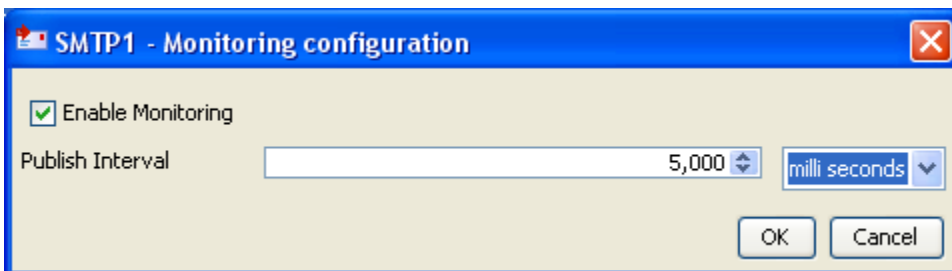 SMTP1 - Monitoring configuration
Enable Monitoring
Publish Interval 5,000 milli seconds
OK Cancel